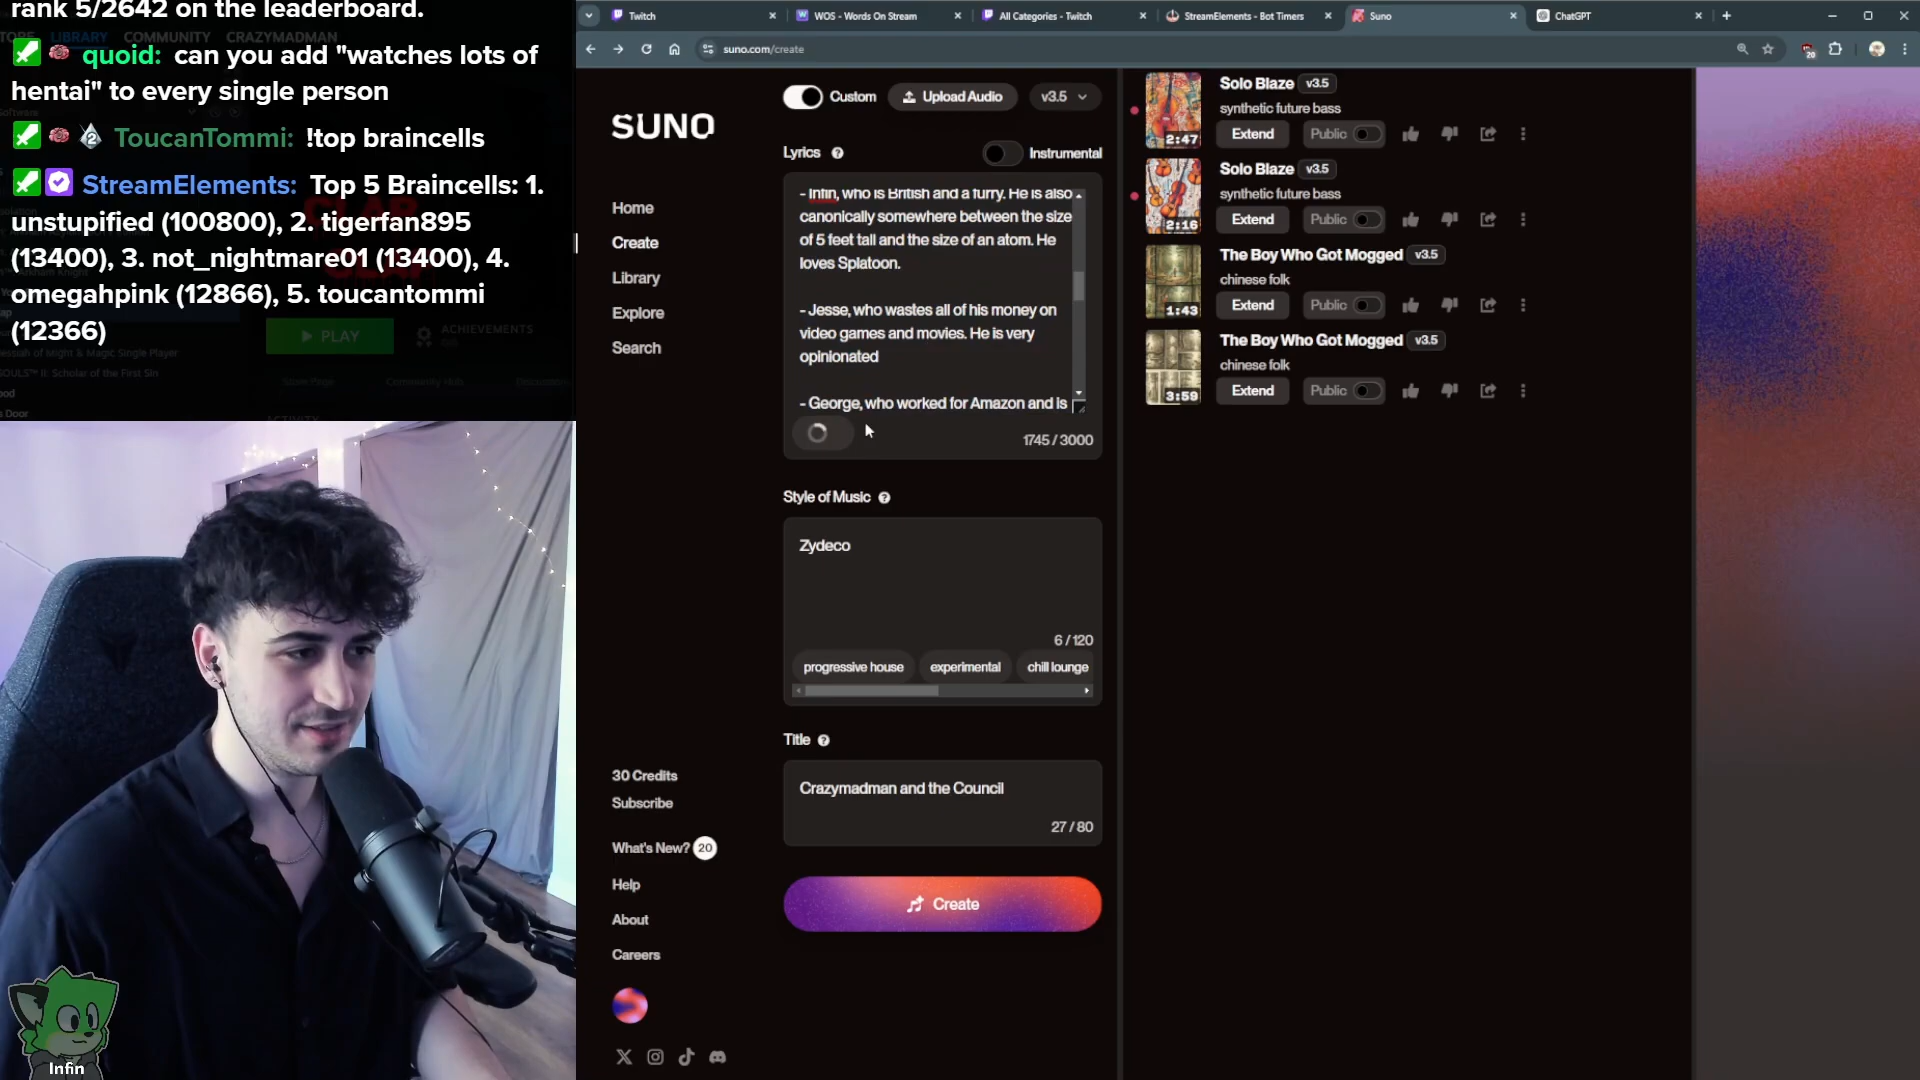 rank 5/2642 on the leaderboard.
LIBRARY COMMUNITY CRAZYMADMAN
quoid: can you add "watches lots of
hentai" to every single person
ToucanTommi: !top braincells
StreamElements: Top 5 Braincells: 1.
unstupified (100800), 2. tigerfan895
(13400), 3. not_nightmare01 (13400), 4.
omegahpink (12866), 5. toucantommi
(12366)
PLAY
ACHIEVEMENTS
Store Page
Community Hub
Infin
Twitch
WOS - Words On Stream
All Categories - Twitch
StreamElements - Bot Timers
Suno
ChatGPT
suno.com/create
20
SUNO
Home
Create
Library
Explore
Search
30 Credits
Subscribe
What's New? 20
Help
About
Careers
Custom
Upload Audio
v3.5
Lyrics
Instrumental
- Infin, who is British and a furry. He is also
canonically somewhere between the size
of 5 feet tall and the size of an atom. He
loves Splatoon.
- Jesse, who wastes all of his money on
video games and movies. He is very
opinionated
- George, who worked for Amazon and is
1745 / 3000
Style of Music
Zydeco
6 / 120
progressive house
experimental
chill lounge
Title
Crazymadman and the Council
27 / 80
Create
Solo Blaze v3.5
synthetic future bass
2:47
Extend
Public
Solo Blaze v3.5
synthetic future bass
2:16
Extend
Public
The Boy Who Got Mogged v3.5
chinese folk
1:43
Extend
Public
The Boy Who Got Mogged v3.5
chinese folk
3:59
Extend
Public